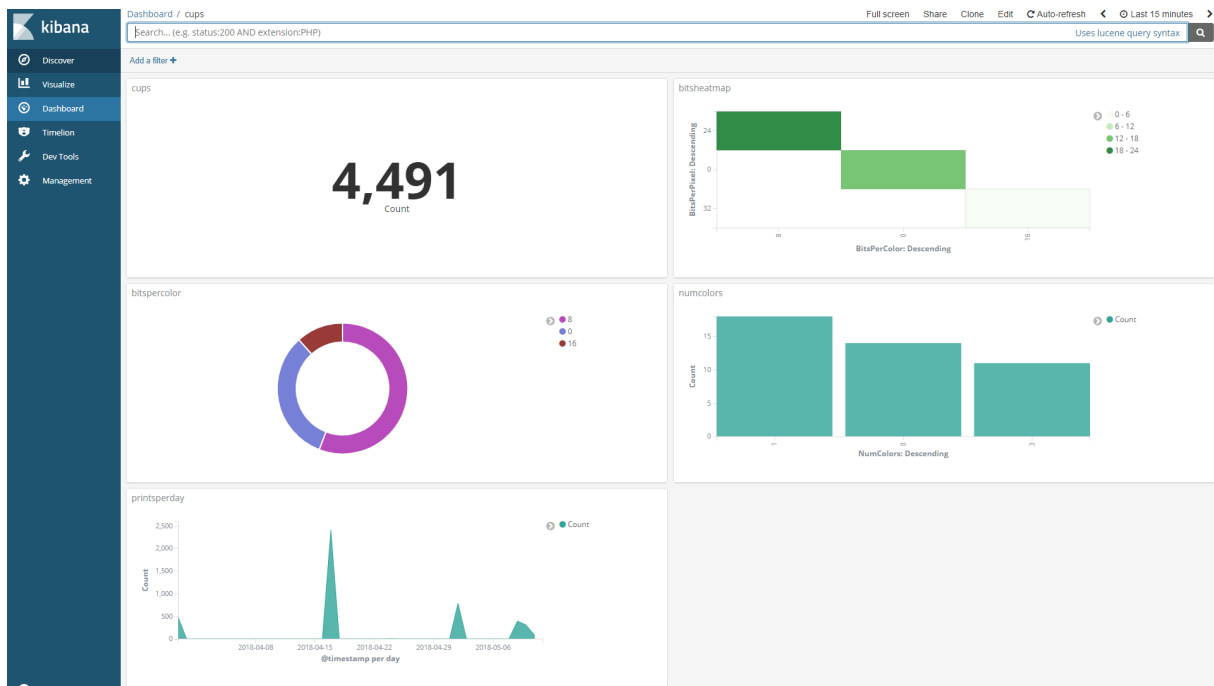 kibana
Discover
Visualize
Dashboard
Timelion
Dev Tools
Management
Dashboard / cups
Full screen Share Clone Edit Auto-refresh Last 15 minutes
Search... (e.g. status:200 AND extension:PHP) Uses lucene query syntax
Add a filter +
cups
4,491
Count
bitsheatmap
BitsPerPixel: Descending
24
0
32
8 0 16
BitsPerColor: Descending
0 - 6
6 - 12
12 - 18
18 - 24
bitspercolor
8
0
16
numcolors
Count
15
10
5
0
1 0 3
NumColors: Descending
Count
printsperday
Count
2,500
2,000
1,500
1,000
500
0
2018-04-08 2018-04-15 2018-04-22 2018-04-29 2018-05-06
@timestamp per day
Count